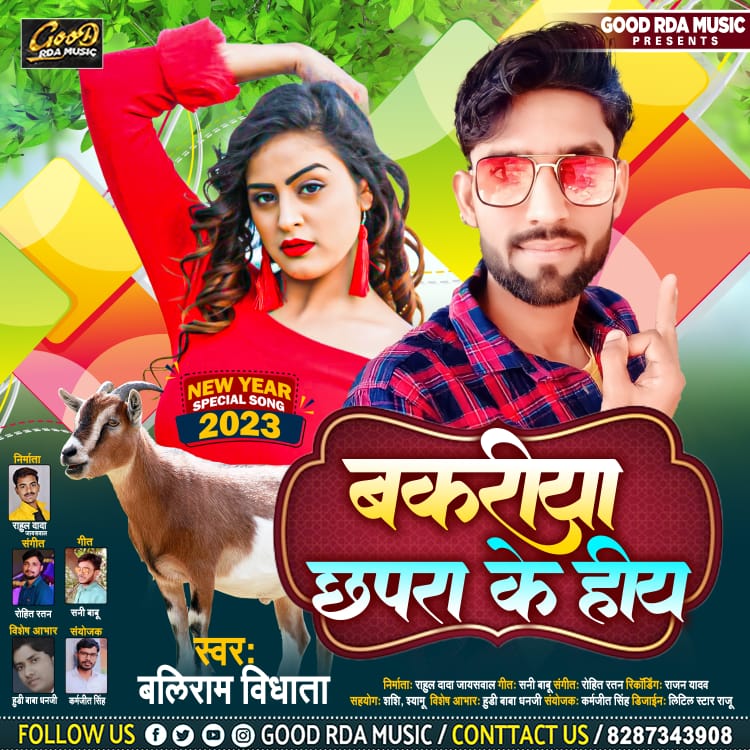 GOOD
RDA MUSIC
GOOD RDA MUSIC
PRESENTS
NEW YEAR
SPECIAL SONG
2023
बकरीया
छपरा के हीय
निर्माता
राहुल दादा
जायसवाल
संगीत
गीत
रोहित रतन
सनी बाबू
विशेष आभार
संयोजक
हुडी बाबा धनजी
कर्मजीत सिंह
स्वर:
बलिराम विधाता
निर्माता: राहुल दादा जायसवाल गीत: सनी बाबू संगीत: रोहित रतन रिकॉर्डिंग: राजन यादव
सहयोग: शशि, श्यामू विशेष आभार: हुडी बाबा धनजी संयोजक: कर्मजीत सिंह डिजाईन: लिटिल स्टार राजू
FOLLOW US GOOD RDA MUSIC / CONTTACT US / 8287343908